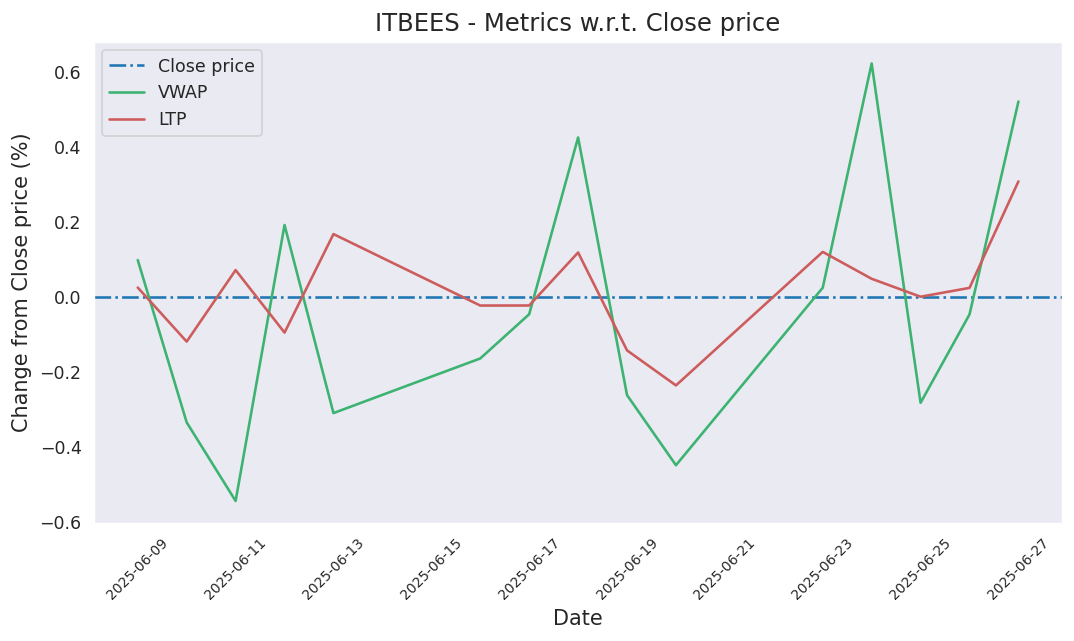 ITBEES - Metrics w.r.t. Close price
Close price
VWAP
LTP
Change from Close price (%)
0.6
0.4
0.2
0.0
−0.2
−0.4
−0.6
2025-06-09
2025-06-11
2025-06-13
2025-06-15
2025-06-17
2025-06-19
2025-06-21
2025-06-23
2025-06-25
2025-06-27
Date